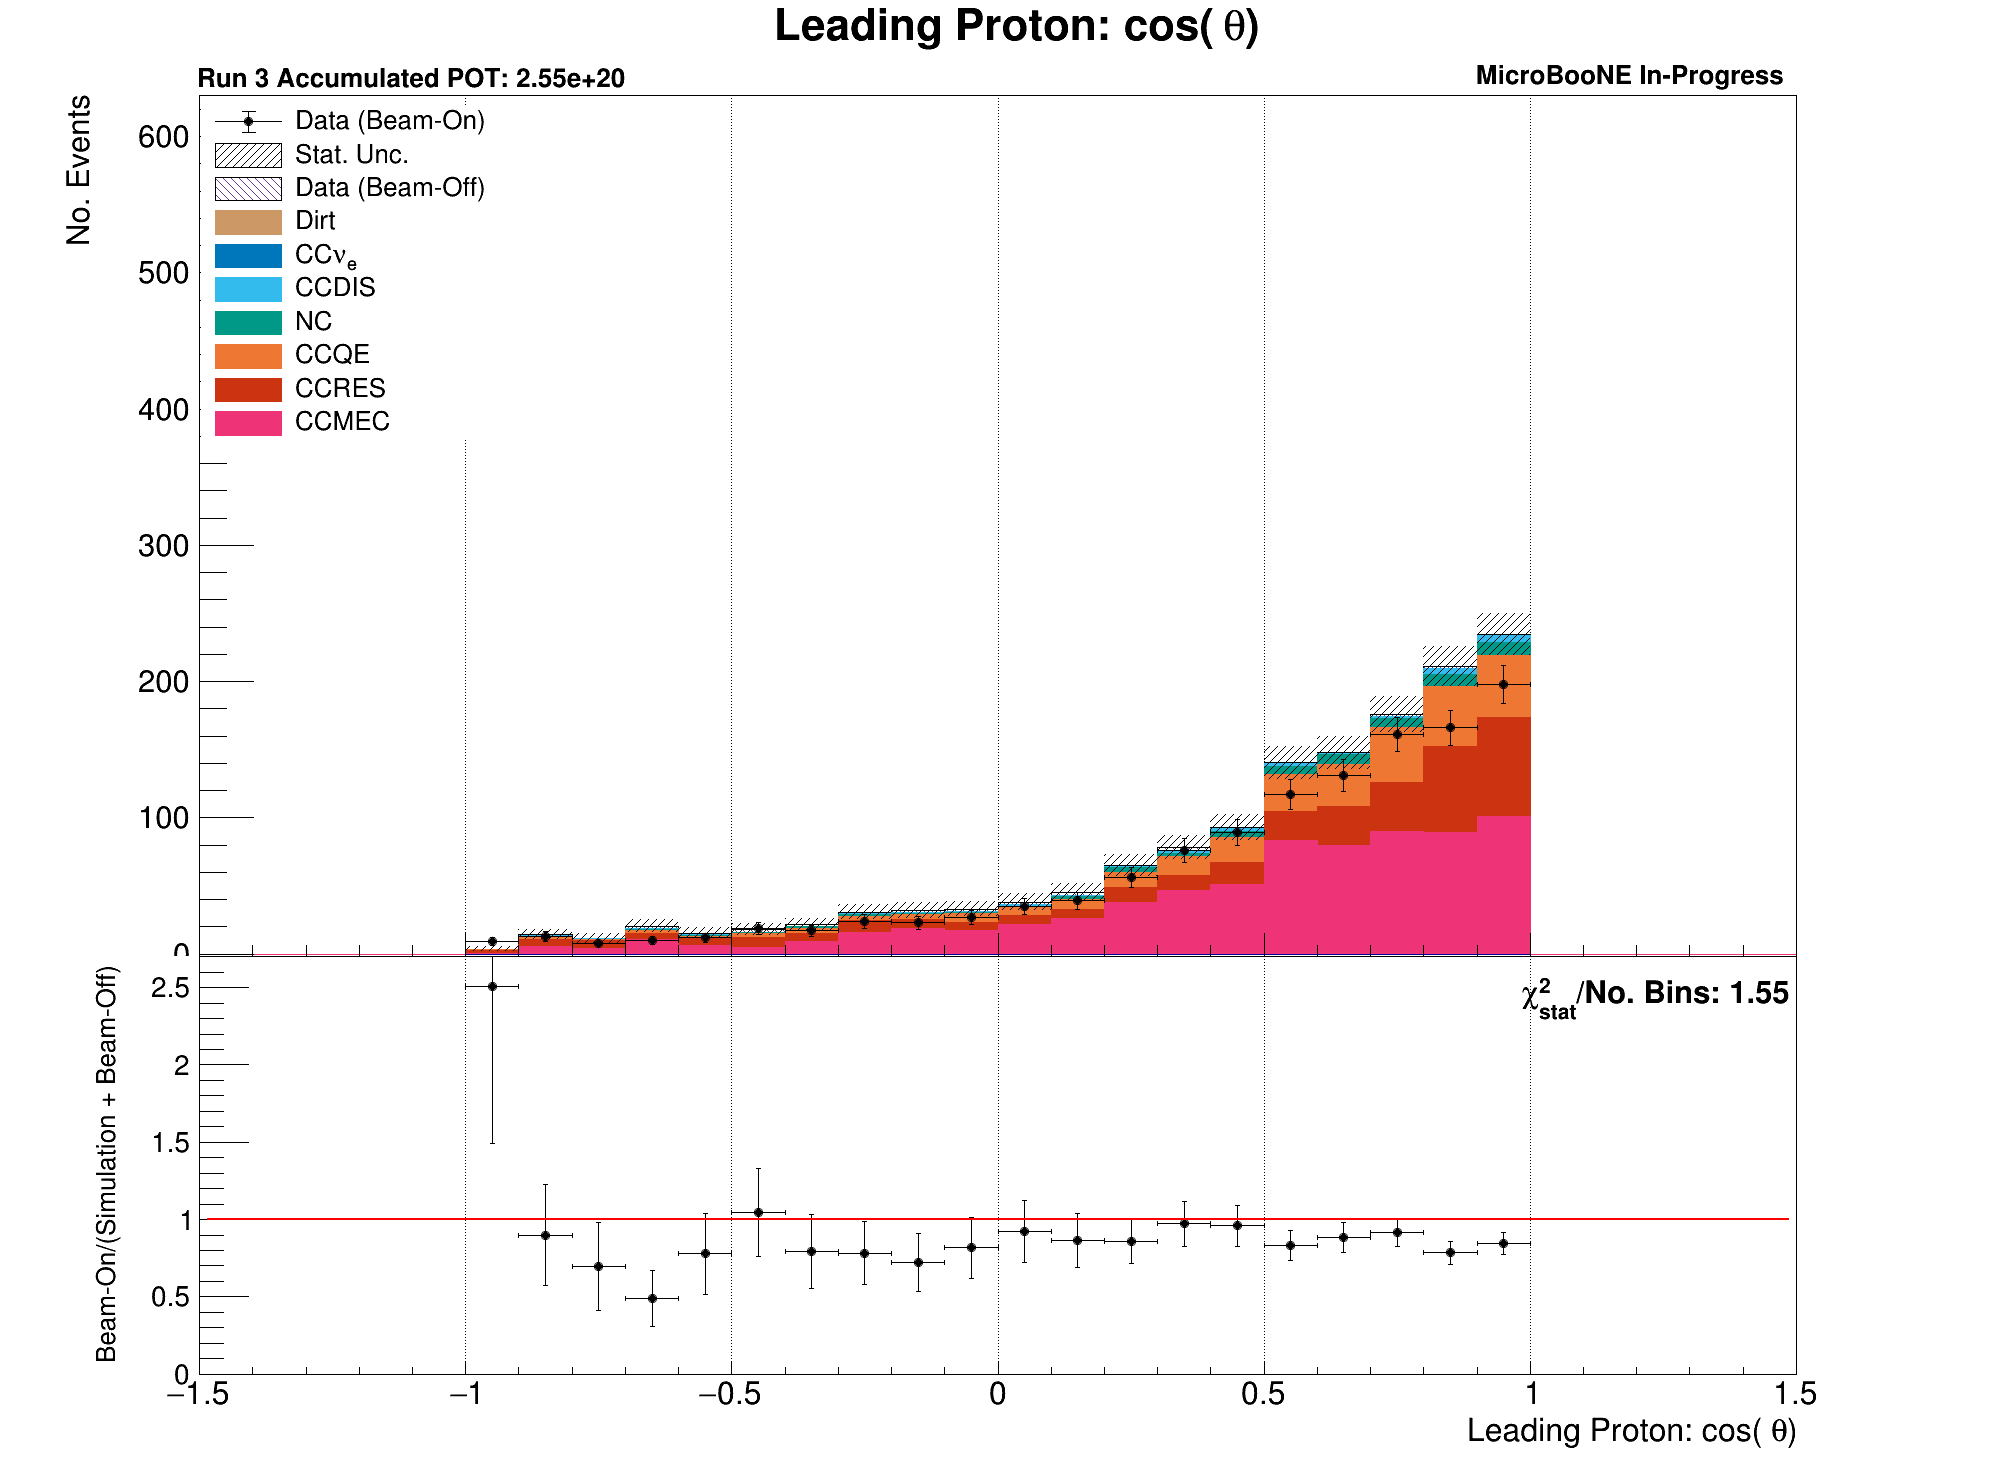 Leading Proton: cos( θ)
Run 3 Accumulated POT: 2.55e+20
MicroBooNE In-Progress
No. Events
600
500
400
300
200
100
0
Data (Beam-On)
Stat. Unc.
Data (Beam-Off)
Dirt
CCνe
CCDIS
NC
CCQE
CCRES
CCMEC
Beam-On/(Simulation + Beam-Off)
2.5
2
1.5
1
0.5
0
χ²stat/No. Bins: 1.55
−1.5 −1 −0.5 0 0.5 1 1.5
Leading Proton: cos( θ)